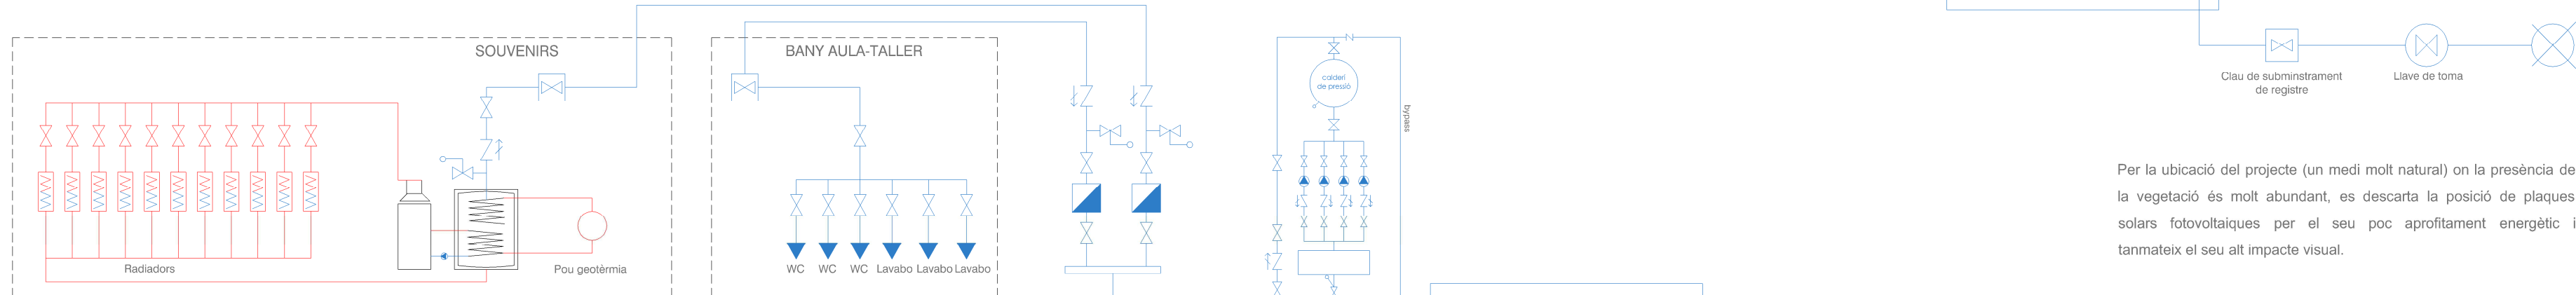 SOUVENIRS
Radiadors
Pou geotèrmia
BANY AULA-TALLER
WC
WC
WC
Lavabo
Lavabo
Lavabo
calderí
de pressió
bypass
Clau de subministrament
de registre
Llave de toma
Per la ubicació del projecte (un medi molt natural) on la presència de
la vegetació és molt abundant, es descarta la posició de plaques
solars fotovoltaiques per el seu poc aprofitament energètic i
tanmateix el seu alt impacte visual.